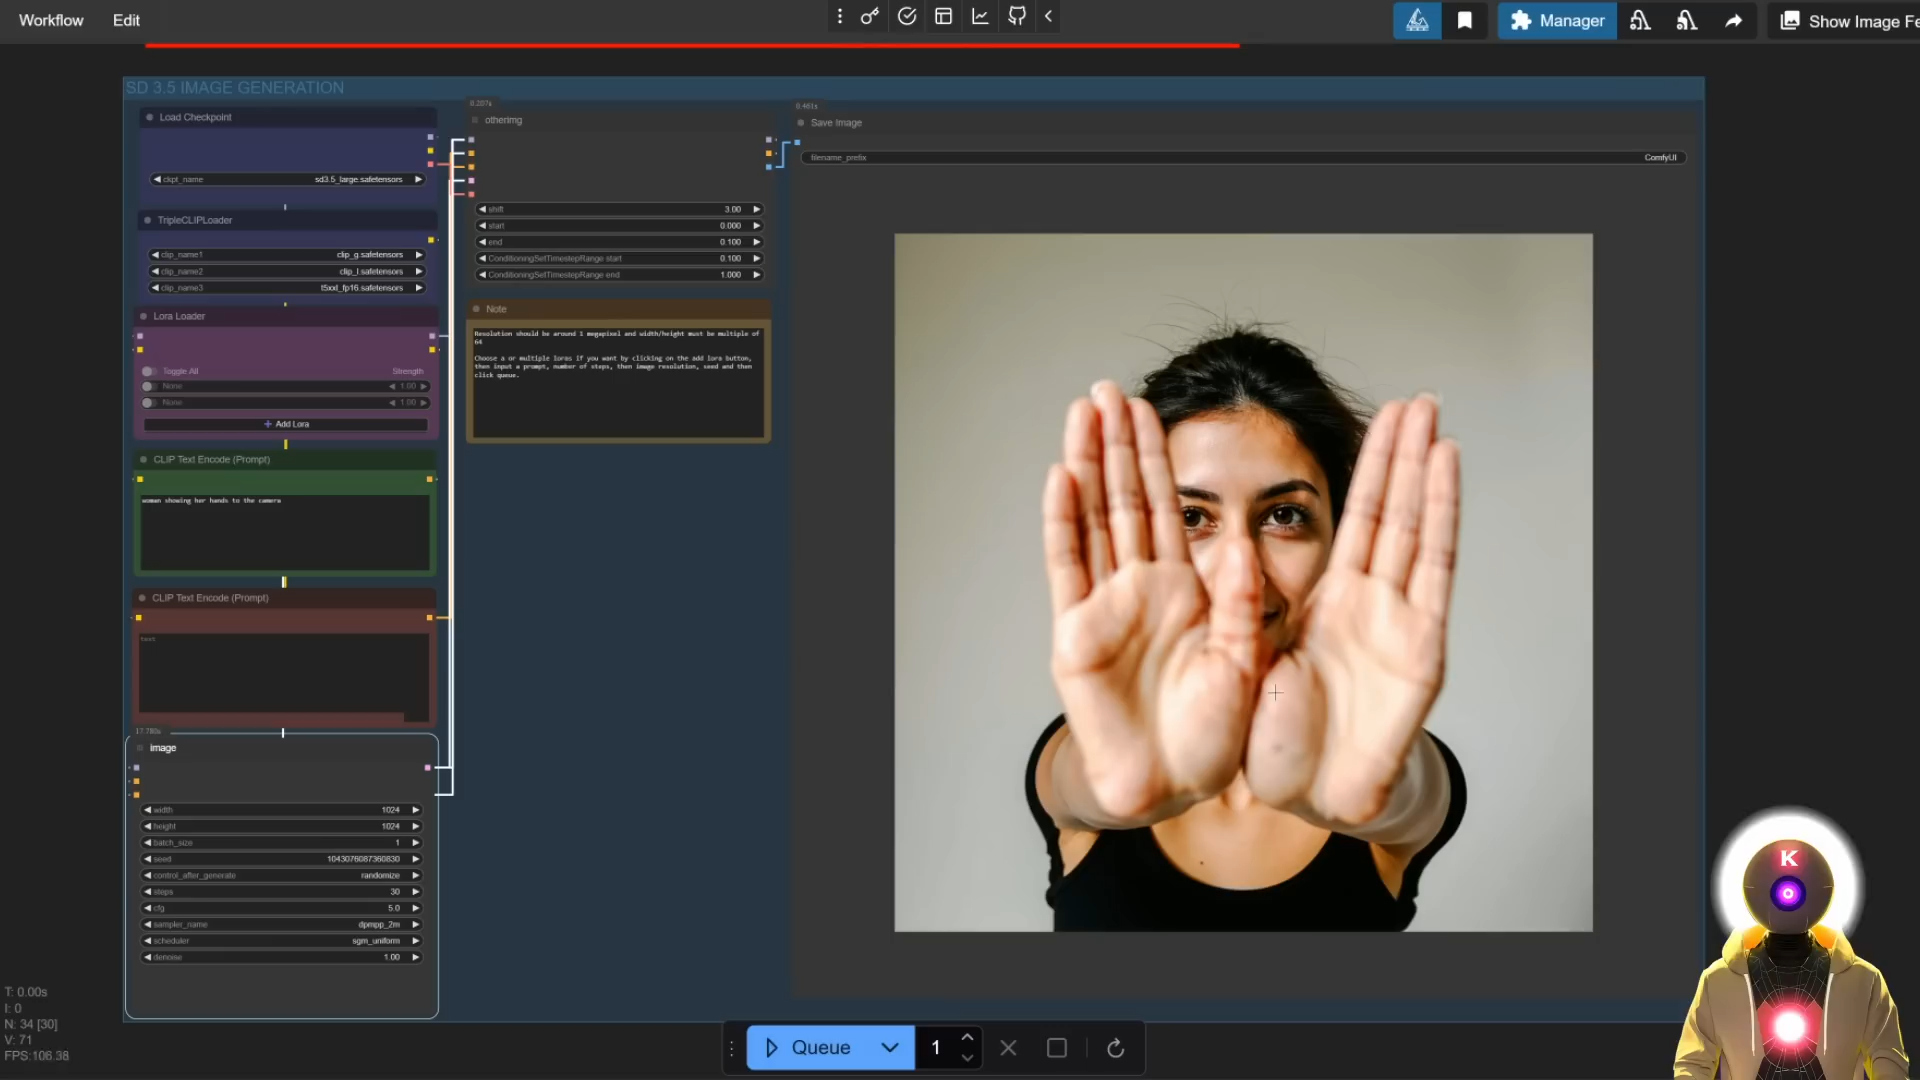 Workflow
Edit
Manager
Show Image Fe
SD 3.5 IMAGE GENERATION
Load Checkpoint
ckpt_name sd3.5_large.safetensors
TripleCLIPLoader
clip_name1 clip_g.safetensors
clip_name2 clip_l.safetensors
clip_name3 t5xxl_fp16.safetensors
Lora Loader
Toggle All Strength
None 1.00
None 1.00
+ Add Lora
CLIP Text Encode (Prompt)
woman showing her hands to the camera
CLIP Text Encode (Prompt)
text
17.780s
image
width 1024
height 1024
batch_size 1
seed 1043076087360830
control_after_generate randomize
steps 30
cfg 5.0
sampler_name dpmpp_2m
scheduler sgm_uniform
denoise 1.00
0.207s
otherimg
shift 3.00
start 0.000
end 0.100
ConditioningSetTimestepRange start 0.100
ConditioningSetTimestepRange end 1.000
Note
Resolution should be around 1 megapixel and width/height must be multiple of
64
Choose a or multiple loras if you want by clicking on the add lora button,
then input a prompt, number of steps, then image resolution, seed and then
click queue.
0.461s
Save Image
filename_prefix ComfyUI
K
T: 0.00s
I: 0
N: 34 [30]
V: 71
FPS:106.38
Queue
1